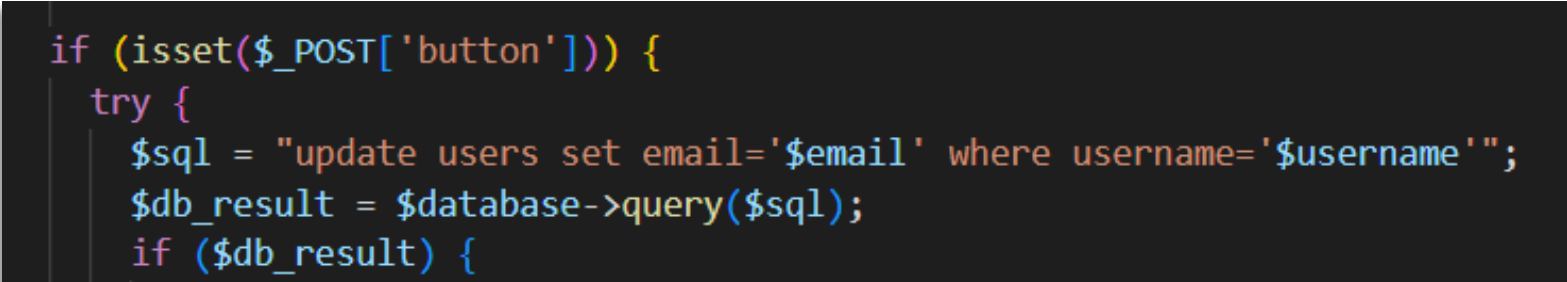 if (isset($_POST['button'])) {
try {
$sql = "update users set email='$email' where username='$username'";
$db_result = $database->query($sql);
if ($db_result) {